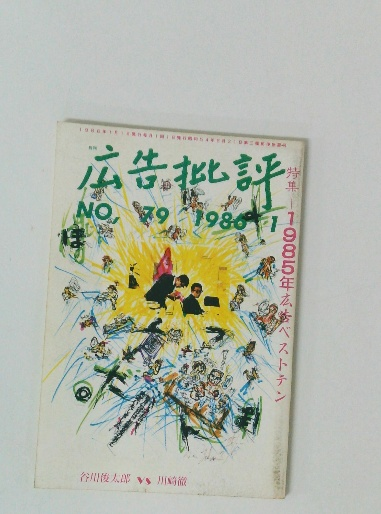 広告批評
NO. 79 1986 1
特集 1985年広告ベストテン
ほ
谷川俊太郎 VS 川崎徹